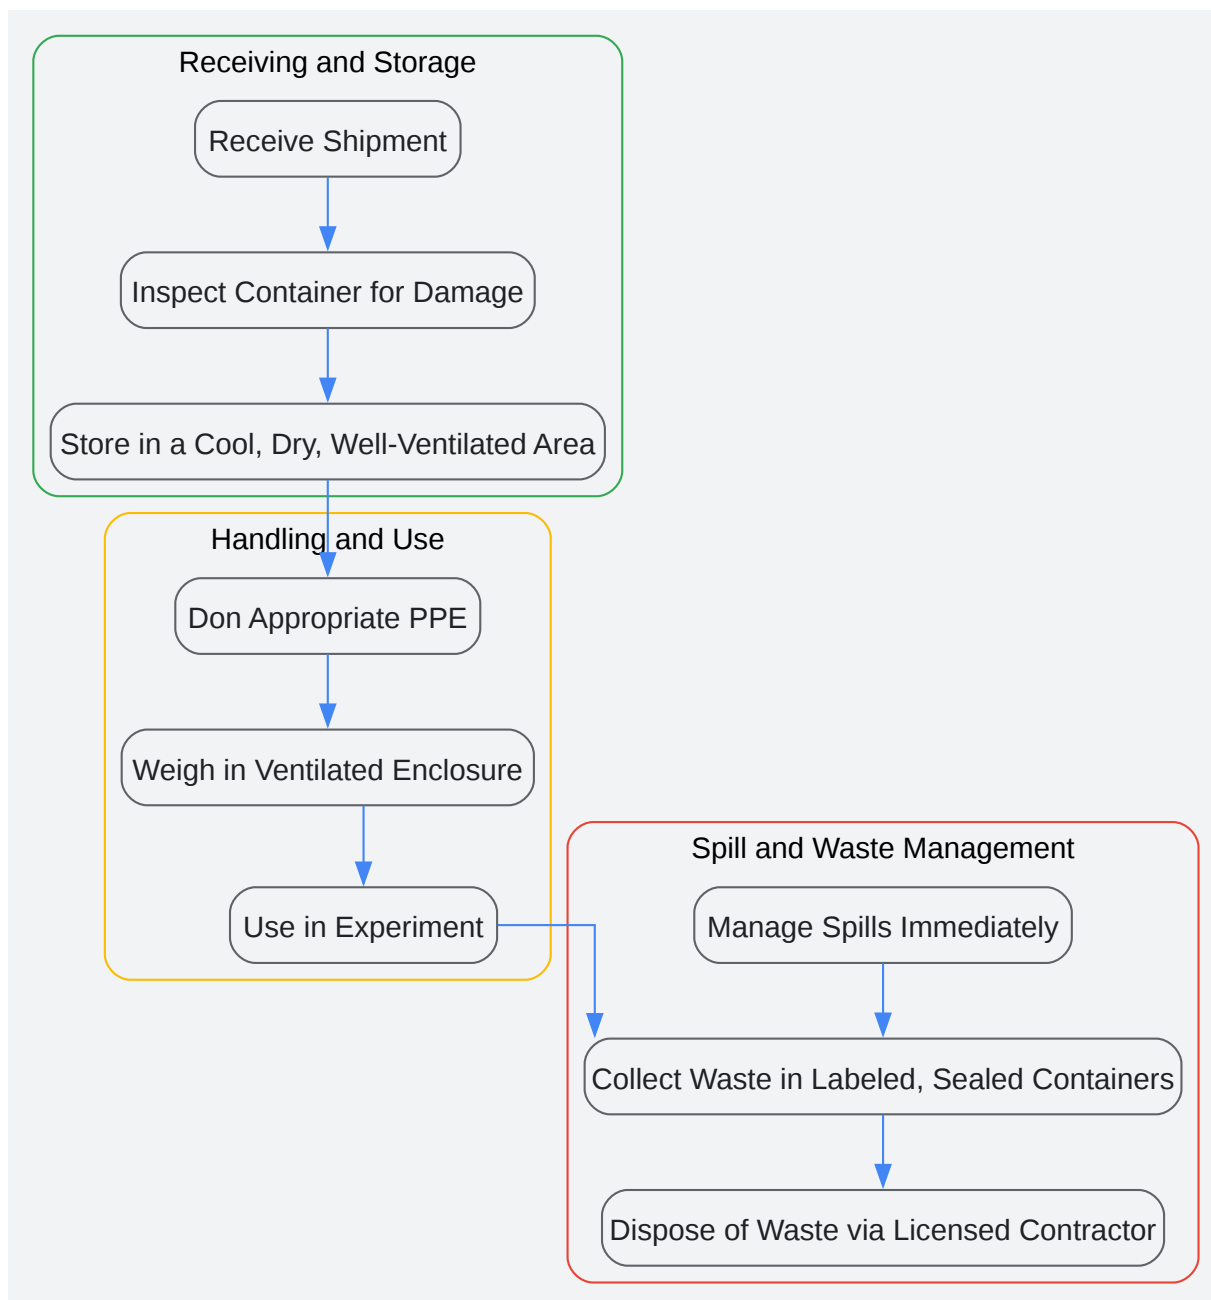 Receiving and Storage
Receive Shipment
Inspect Container for Damage
Store in a Cool, Dry, Well-Ventilated Area
Handling and Use
Don Appropriate PPE
Weigh in Ventilated Enclosure
Use in Experiment
Spill and Waste Management
Manage Spills Immediately
Collect Waste in Labeled, Sealed Containers
Dispose of Waste via Licensed Contractor